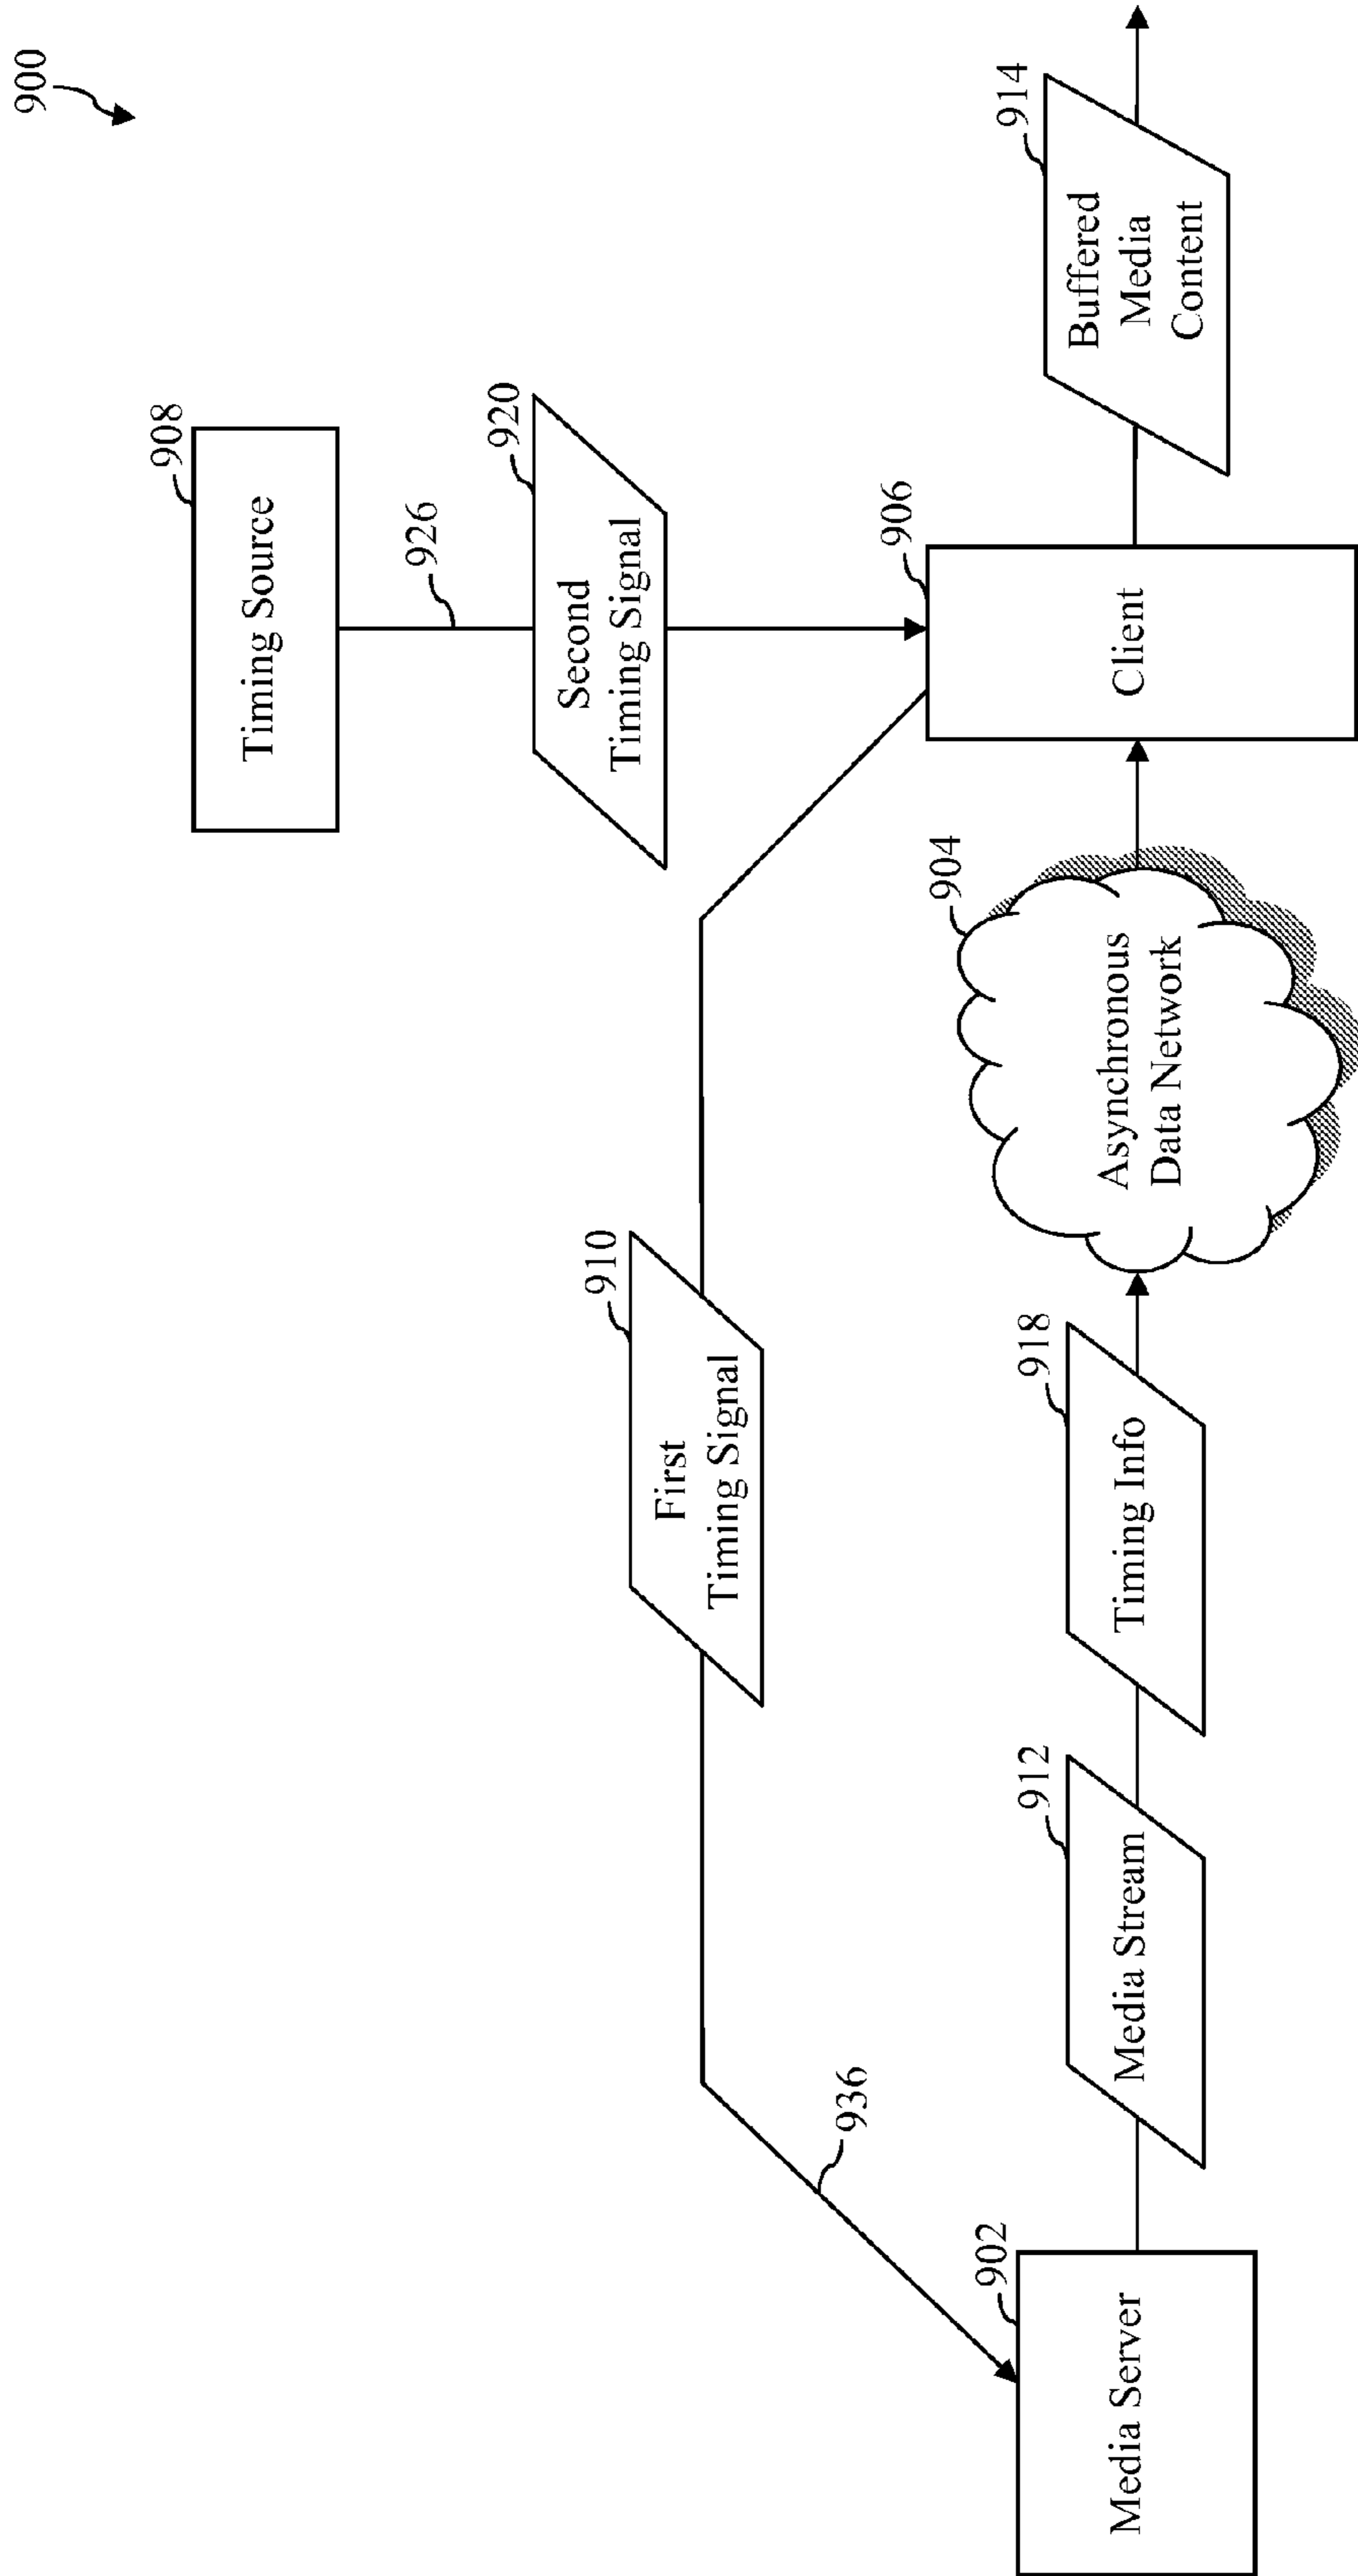 900
908
Timing Source
926
920
Second
Timing Signal
910
First
Timing Signal
936
902
Media Server
912
Media Stream
918
Timing Info
904
Asynchronous
Data Network
906
Client
914
Buffered
Media
Content